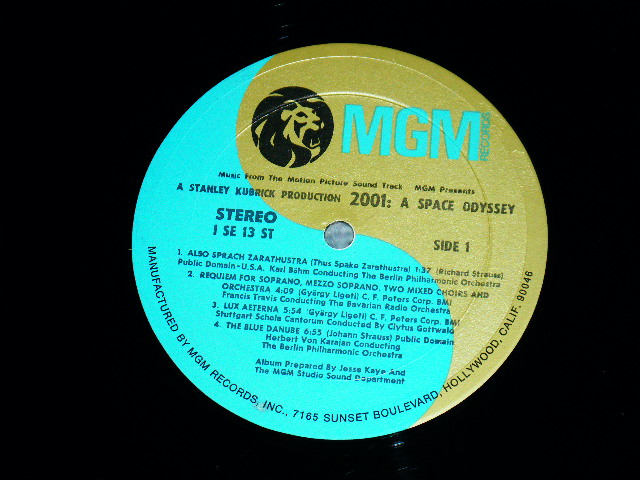 MGM
RECORDS
Music From The Motion Picture Sound Track MGM Presents
A STANLEY KUBRICK PRODUCTION 2001: A SPACE ODYSSEY
STEREO
1 SE 13 ST
SIDE 1
1. ALSO SPRACH ZARATHUSTRA (Thus Spake Zarathustra) 1:37 (Richard Strauss)
Public Domain-U.S.A. Karl Böhm Conducting The Berlin Philharmonic Orchestra
2. REQUIEM FOR SOPRANO, MEZZO SOPRANO, TWO MIXED CHOIRS AND
ORCHESTRA 4:09 (György Ligeti) C. F. Peters Corp. BMI
Francis Travis Conducting The Bavarian Radio Orchestra
3. LUX AETERNA 5:54 (György Ligeti) C. F. Peters Corp. BMI
Stuttgart Schola Cantorum Conducted By Clytus Gottwald
4. THE BLUE DANUBE 6:55 (Johann Strauss) Public Domain
Herbert Von Karajan Conducting
The Berlin Philharmonic Orchestra
Album Prepared By Jesse Kaye And
The MGM Studio Sound Department
MANUFACTURED BY MGM RECORDS, INC., 7165 SUNSET BOULEVARD, HOLLYWOOD, CALIF. 90046